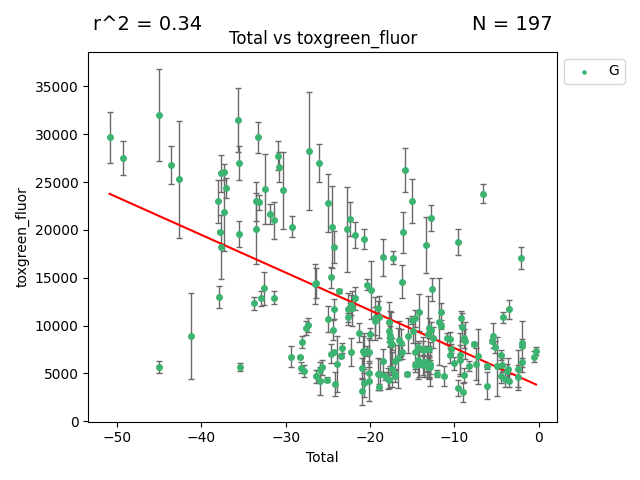 r^2 = 0.34
N = 197
Total vs toxgreen_fluor
G
35000
30000
25000
20000
15000
10000
5000
0
toxgreen_fluor
−50
−40
−30
−20
−10
0
Total